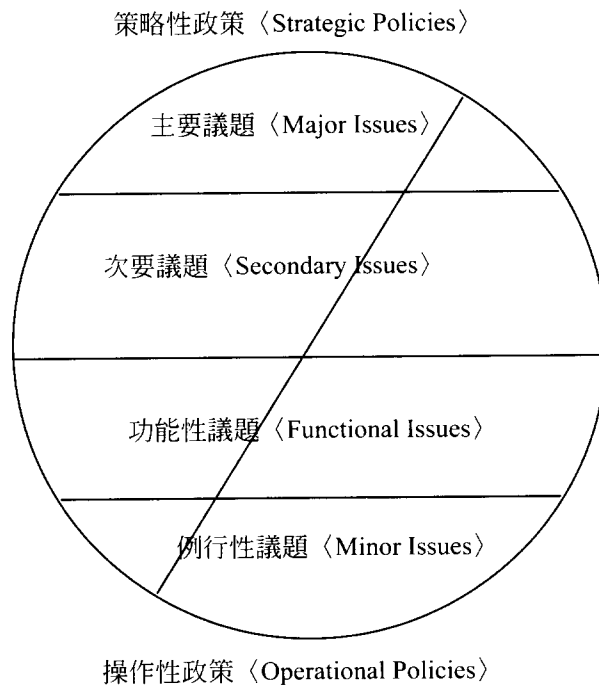 策略性政策〈Strategic Policies〉
主要議題〈Major Issues〉
次要議題〈Secondary Issues〉
功能性議題〈Functional Issues〉
例行性議題〈Minor Issues〉
操作性政策〈Operational Policies〉